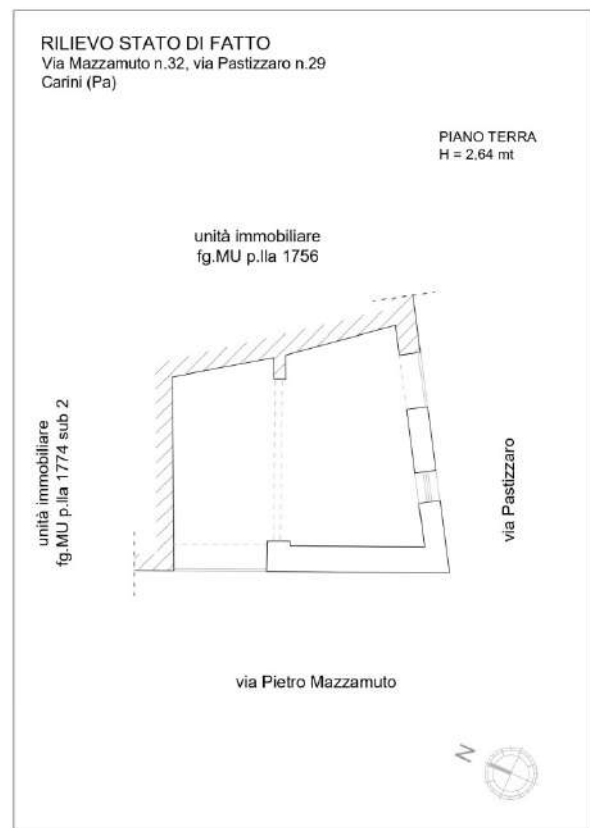 RILIEVO STATO DI FATTO
Via Mazzamuto n.32, via Pastizzaro n.29
Carini (Pa)
PIANO TERRA
H = 2,64 mt
unità immobiliare
fg.MU p.lla 1756
unità immobiliare
fg.MU p.lla 1774 sub 2
via Pastizzaro
via Pietro Mazzamuto
N